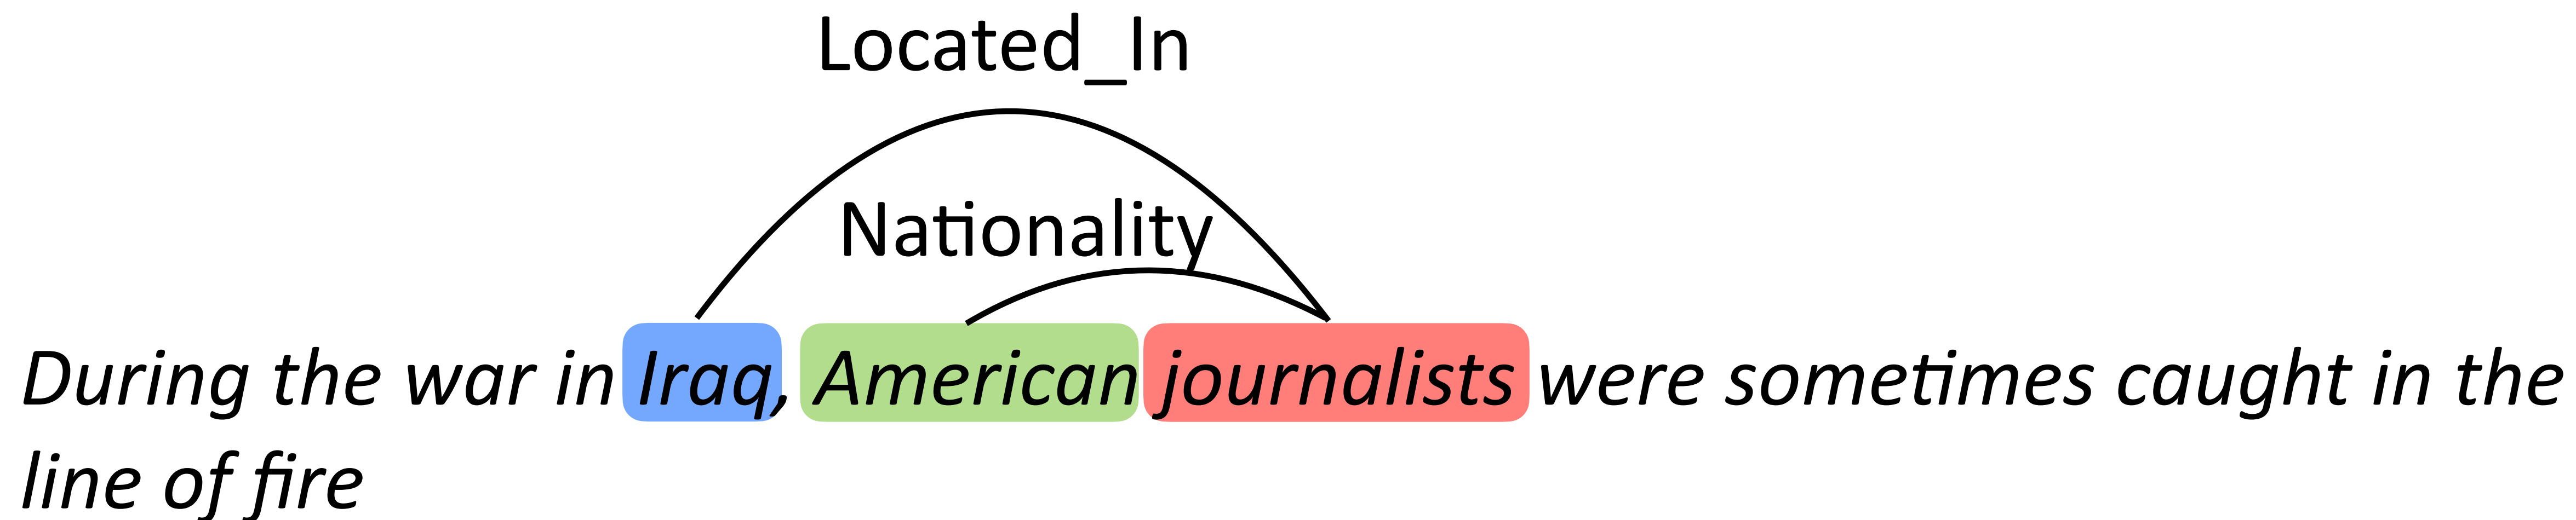 Located_In
Nationality
During the war in Iraq, American journalists were sometimes caught in the
line of fire